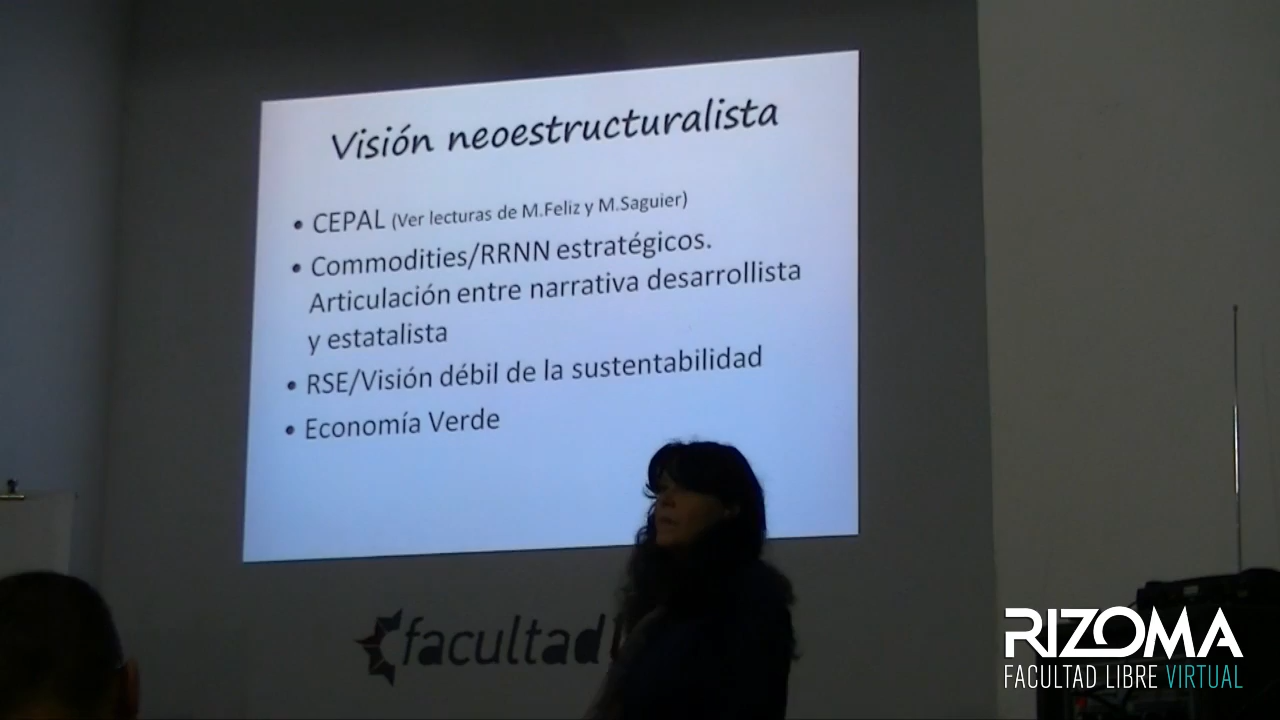 Visión neoestructuralista
• CEPAL (Ver lecturas de M.Feliz y M.Saguier)
• Commodities/RRNN estratégicos.
Articulación entre narrativa desarrollista
y estatalista
• RSE/Visión débil de la sustentabilidad
• Economía Verde
facultad
RIZOMA
FACULTAD LIBRE VIRTUAL